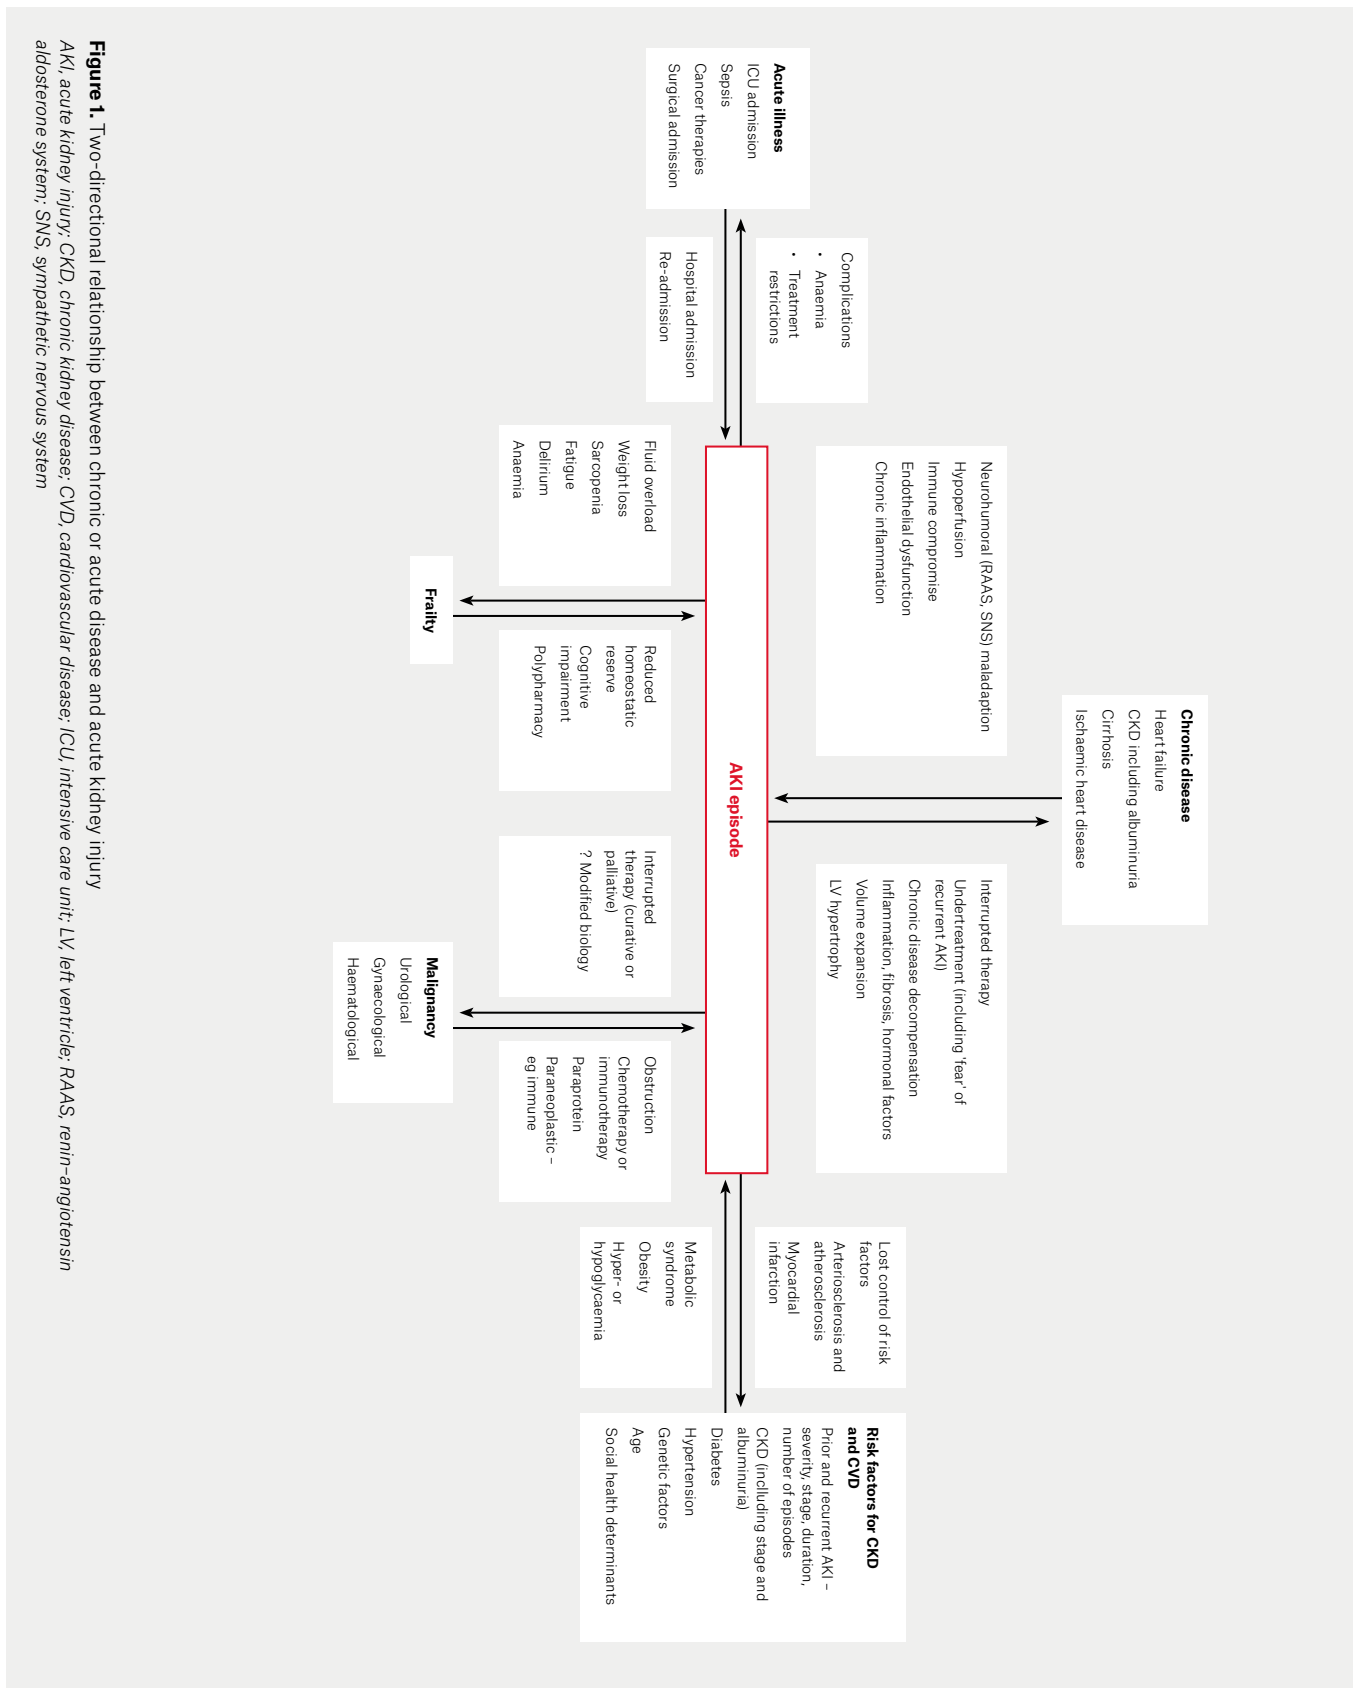 Chronic disease
Heart failure
CKD including albuminuria
Cirrhosis
Ischaemic heart disease
Neurohumoral (RAAS, SNS) maladaption
Hypoperfusion
Immune compromise
Endothelial dysfunction
Chronic inflammation
Interrupted therapy
Undertreatment (including ‘fear’ of
recurrent AKI)
Chronic disease decompensation
Inflammation, fibrosis, hormonal factors
Volume expansion
LV hypertrophy
Acute illness
ICU admission
Sepsis
Cancer therapies
Surgical admission
Complications
• Anaemia
• Treatment
restrictions
Hospital admission
Re-admission
AKI episode
Lost control of risk
factors
Arteriosclerosis and
atherosclerosis
Myocardial
infarction
Metabolic
syndrome
Obesity
Hyper- or
hypoglycaemia
Risk factors for CKD
and CVD
Prior and recurrent AKI –
severity, stage, duration,
number of episodes
CKD (inclluding stage and
albuminuria)
Diabetes
Hypertension
Genetic factors
Age
Social health determinants
Fluid overload
Weight loss
Sarcopenia
Fatigue
Delirium
Anaemia
Reduced
homeostatic
reserve
Cognitive
impairment
Polypharmacy
Frailty
Interrupted
therapy (curative or
palliative)
? Modified biology
Obstruction
Chemotherapy or
immunotherapy
Paraprotein
Paraneoplastic –
eg immune
Malignancy
Urological
Gynaecological
Haematological
Figure 1. Two-directional relationship between chronic or acute disease and acute kidney injury
AKI, acute kidney injury; CKD, chronic kidney disease; CVD, cardiovascular disease; ICU, intensive care unit; LV, left ventricle; RAAS, renin–angiotensin
aldosterone system; SNS, sympathetic nervous system